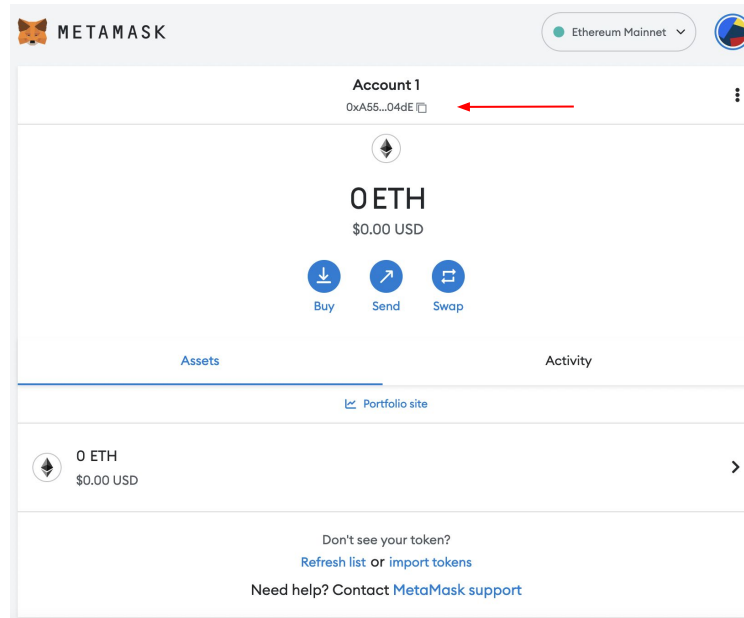 METAMASK
Ethereum Mainnet
Account 1
0xA55...04dE
0 ETH
$0.00 USD
Buy Send Swap
Assets Activity
Portfolio site
0 ETH
$0.00 USD
Don't see your token?
Refresh list or import tokens
Need help? Contact MetaMask support